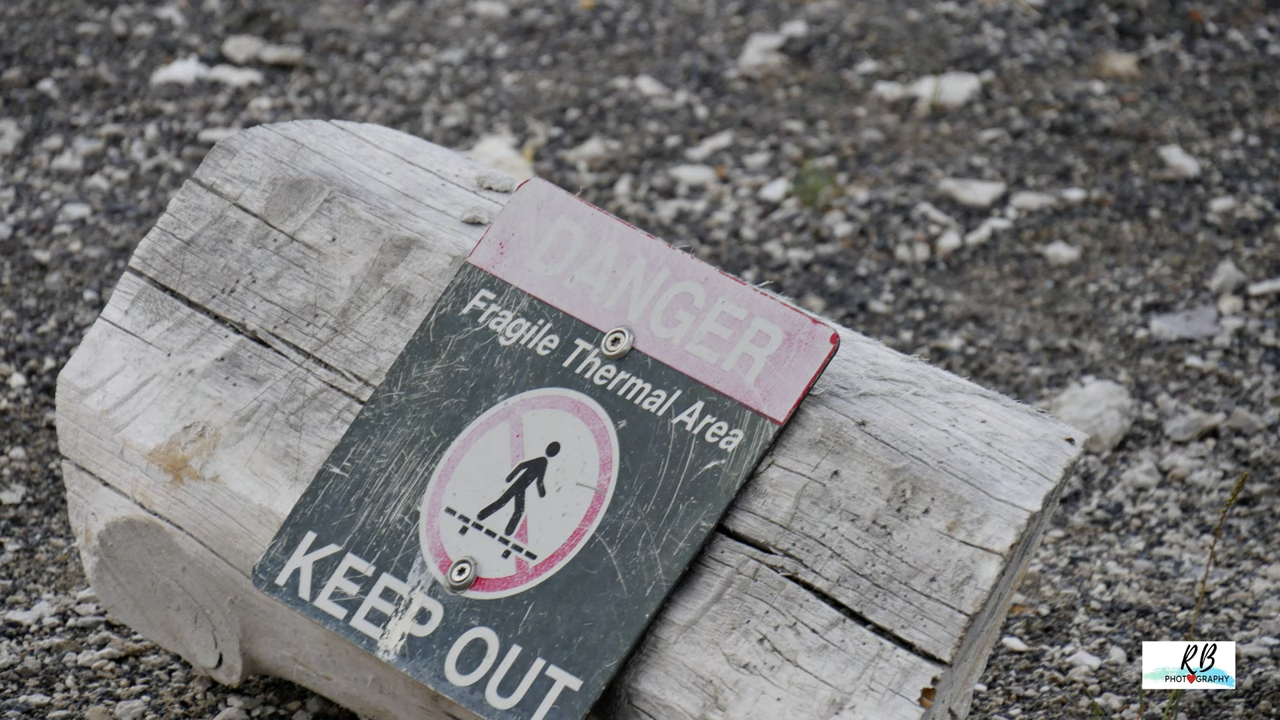 DANGER
Fragile Thermal Area
KEEP OUT
RB
PHOTOGRAPHY